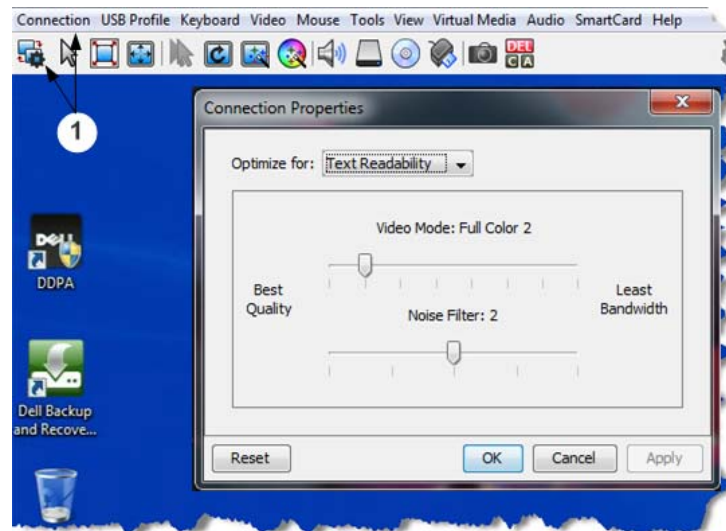 Connection USB Profile Keyboard Video Mouse Tools View Virtual Media Audio SmartCard Help
DEL
C A
Connection Properties
1
Optimize for: Text Readability
Video Mode: Full Color 2
Best
Quality
Least
Bandwidth
Noise Filter: 2
DELL
DDPA
Dell Backup
and Recove...
Reset OK Cancel Apply